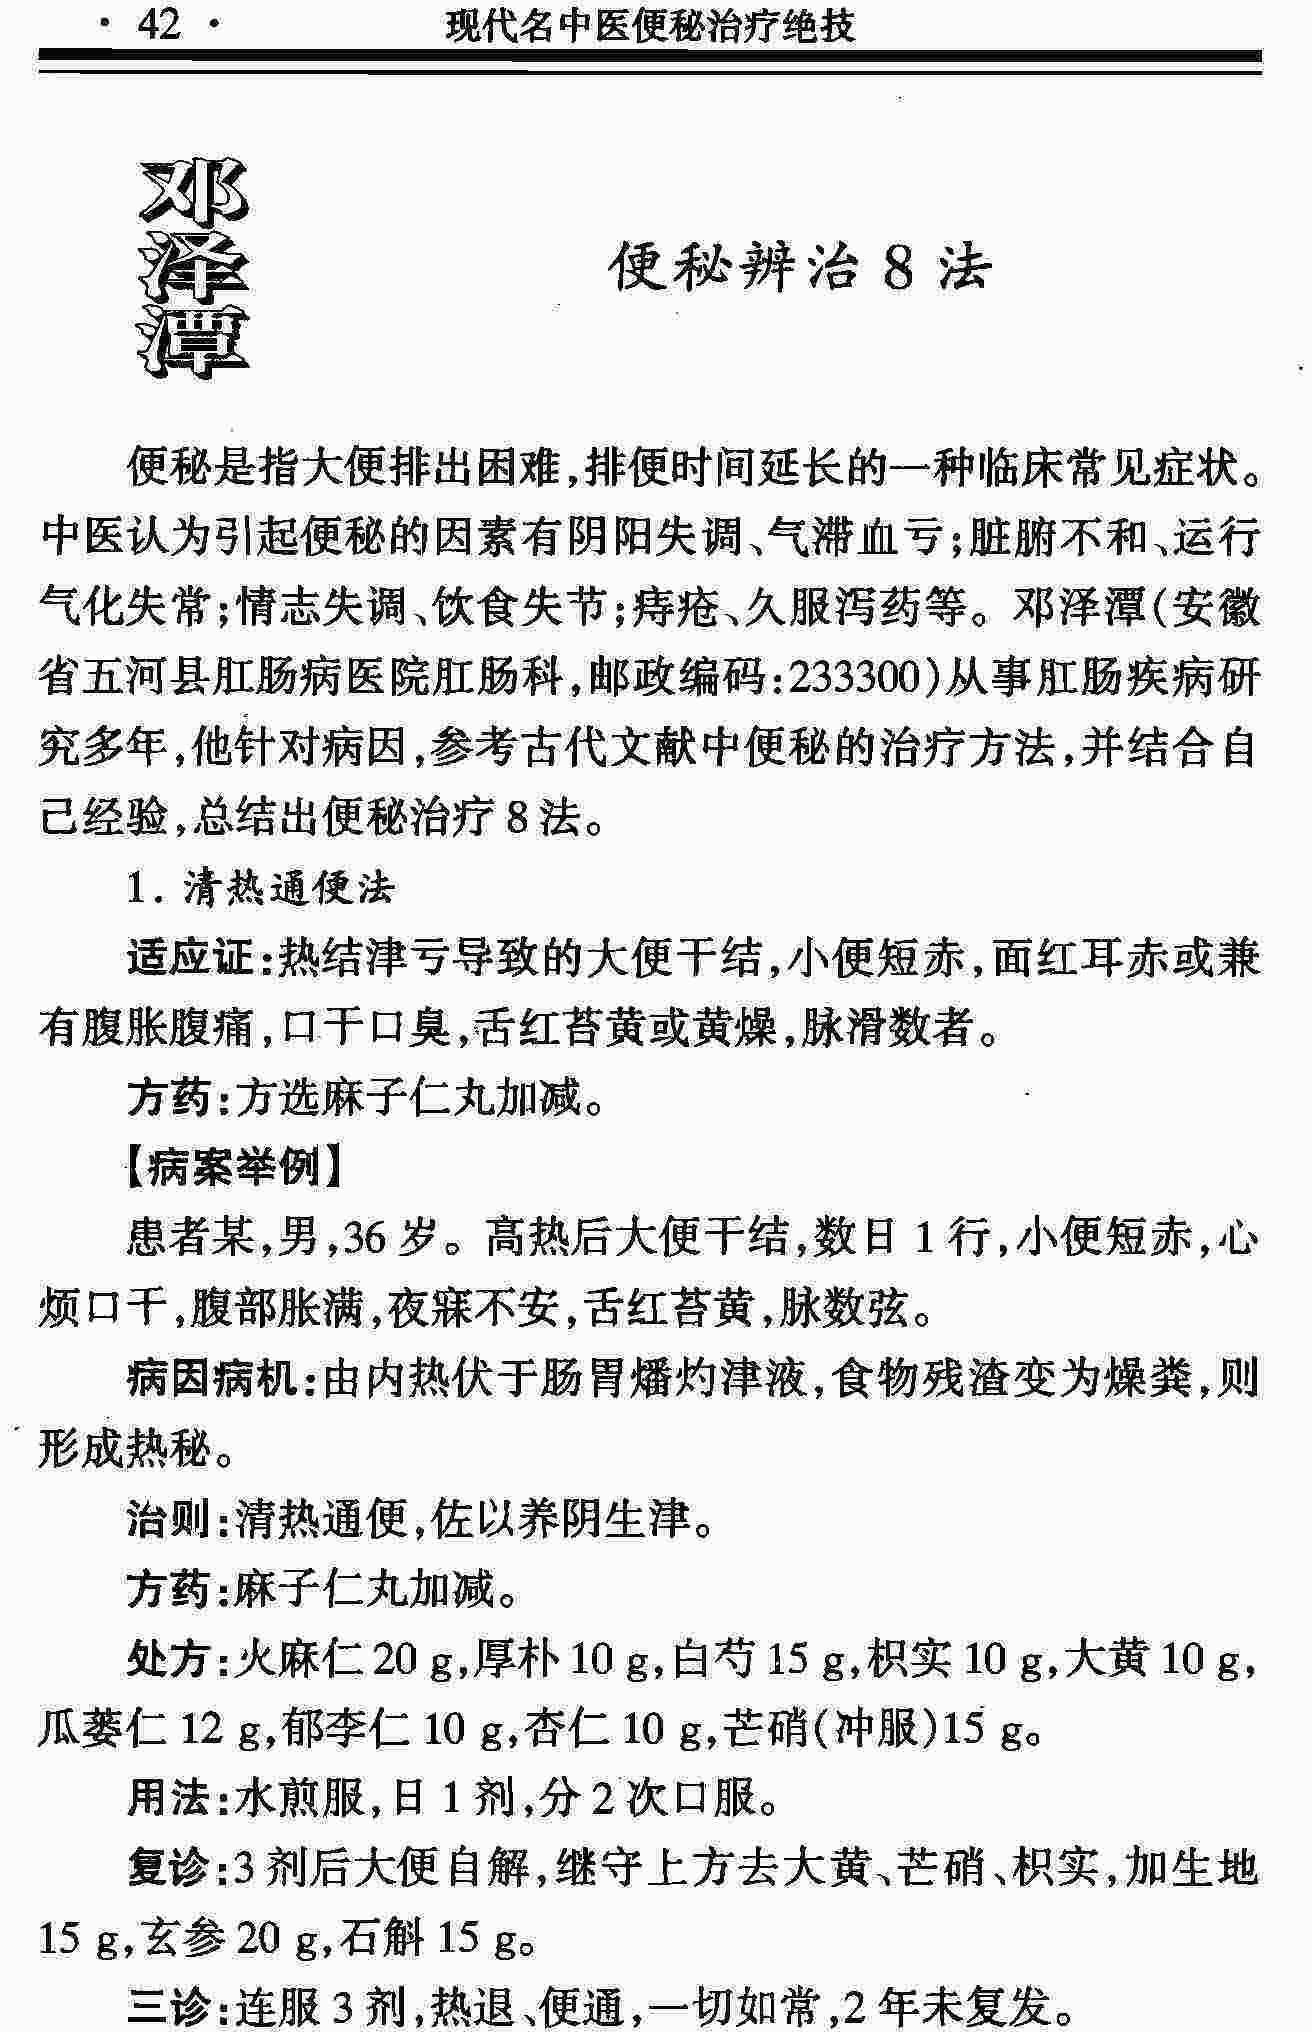 · 42 · 现代名中医便秘治疗绝技
邓泽潭
便秘辨治 8 法
便秘是指大便排出困难,排便时间延长的一种临床常见症状。
中医认为引起便秘的因素有阴阳失调、气滞血亏;脏腑不和、运行
气化失常;情志失调、饮食失节;痔疮、久服泻药等。邓泽潭(安徽
省五河县肛肠病医院肛肠科,邮政编码:233300)从事肛肠疾病研
究多年,他针对病因,参考古代文献中便秘的治疗方法,并结合自
己经验,总结出便秘治疗 8 法。
1. 清热通便法
适应证:热结津亏导致的大便干结,小便短赤,面红耳赤或兼
有腹胀腹痛,口干口臭,舌红苔黄或黄燥,脉滑数者。
方药:方选麻子仁丸加减。
【病案举例】
患者某,男,36 岁。高热后大便干结,数日 1 行,小便短赤,心
烦口干,腹部胀满,夜寐不安,舌红苔黄,脉数弦。
病因病机:由内热伏于肠胃燔灼津液,食物残渣变为燥粪,则
形成热秘。
治则:清热通便,佐以养阴生津。
方药:麻子仁丸加减。
处方:火麻仁 20 g,厚朴 10 g,白芍 15 g,枳实 10 g,大黄 10 g,
瓜蒌仁 12 g,郁李仁 10 g,杏仁 10 g,芒硝(冲服)15 g。
用法:水煎服,日 1 剂,分 2 次口服。
复诊:3 剂后大便自解,继守上方去大黄、芒硝、枳实,加生地
15 g,玄参 20 g,石斛 15 g。
三诊:连服 3 剂,热退、便通,一切如常,2 年未复发。